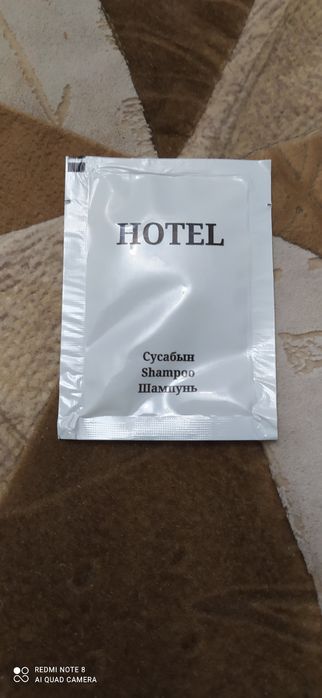 HOTEL
Сусабын
Shampoo
Шампунь
REDMI NOTE 8
AI QUAD CAMERA